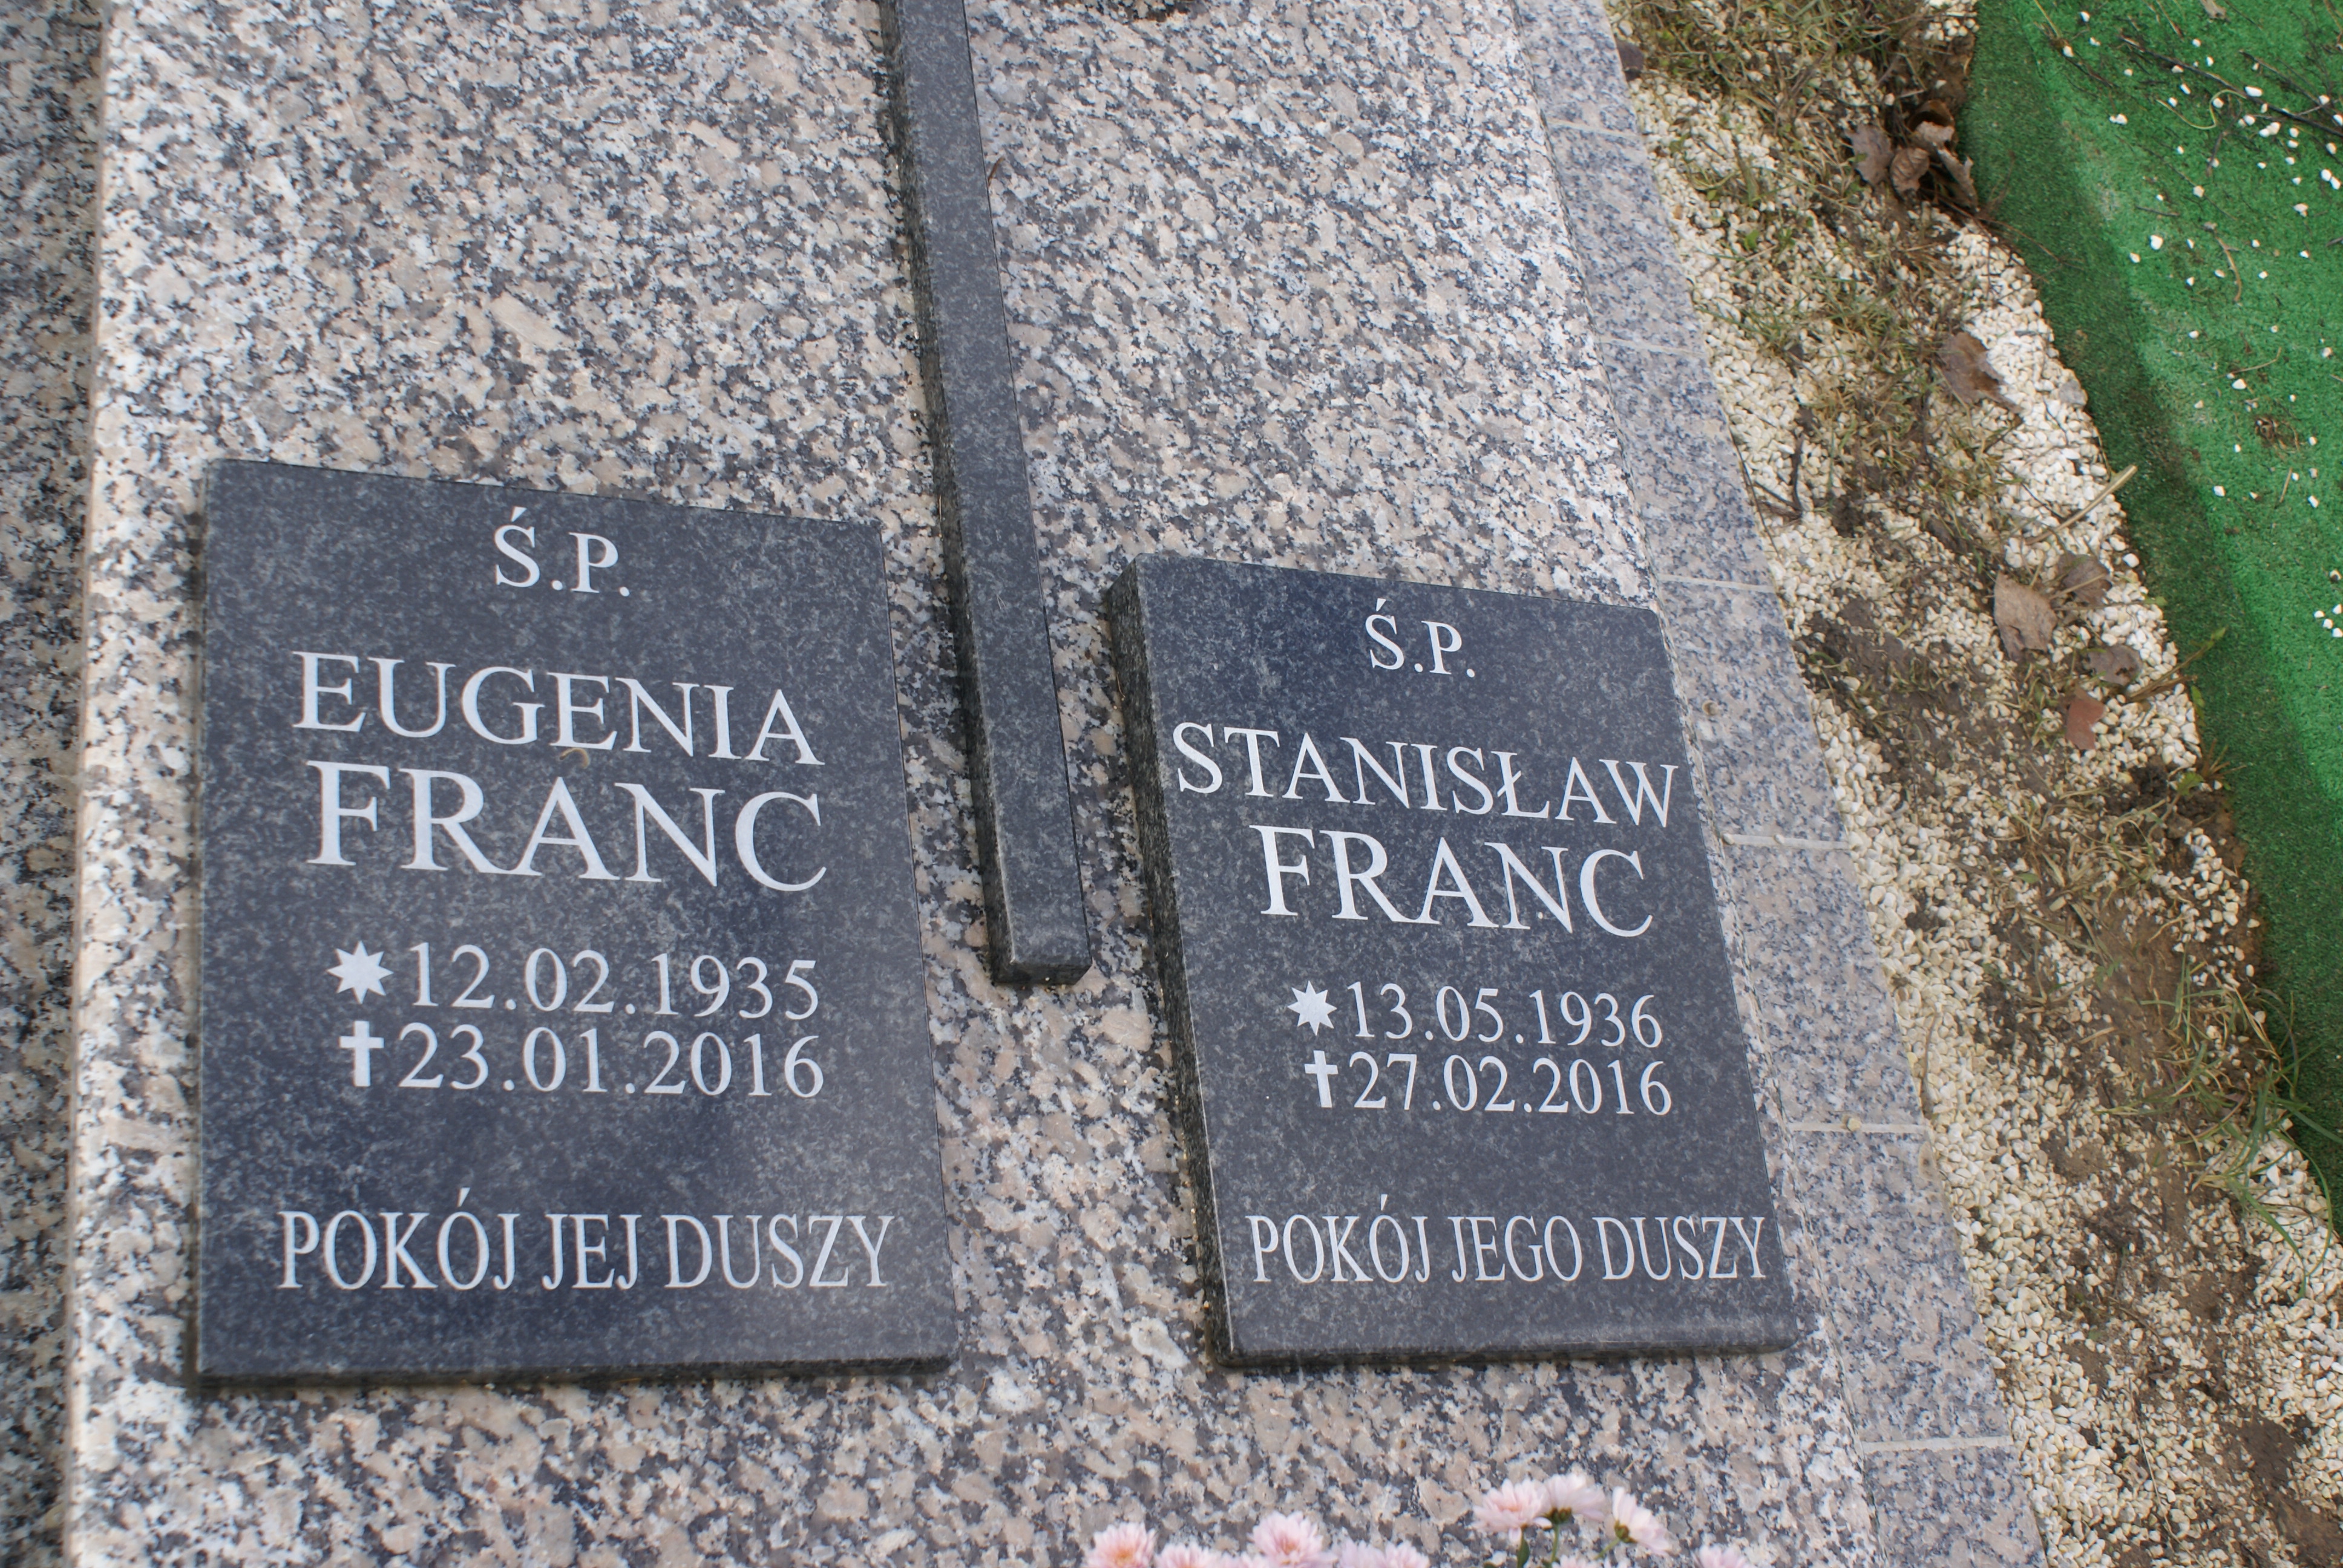 Ś.P.
EUGENIA
FRANC
✷12.02.1935
✝23.01.2016
POKÓJ JEJ DUSZY
Ś.P.
STANISŁAW
FRANC
✷13.05.1936
✝27.02.2016
POKÓJ JEGO DUSZY